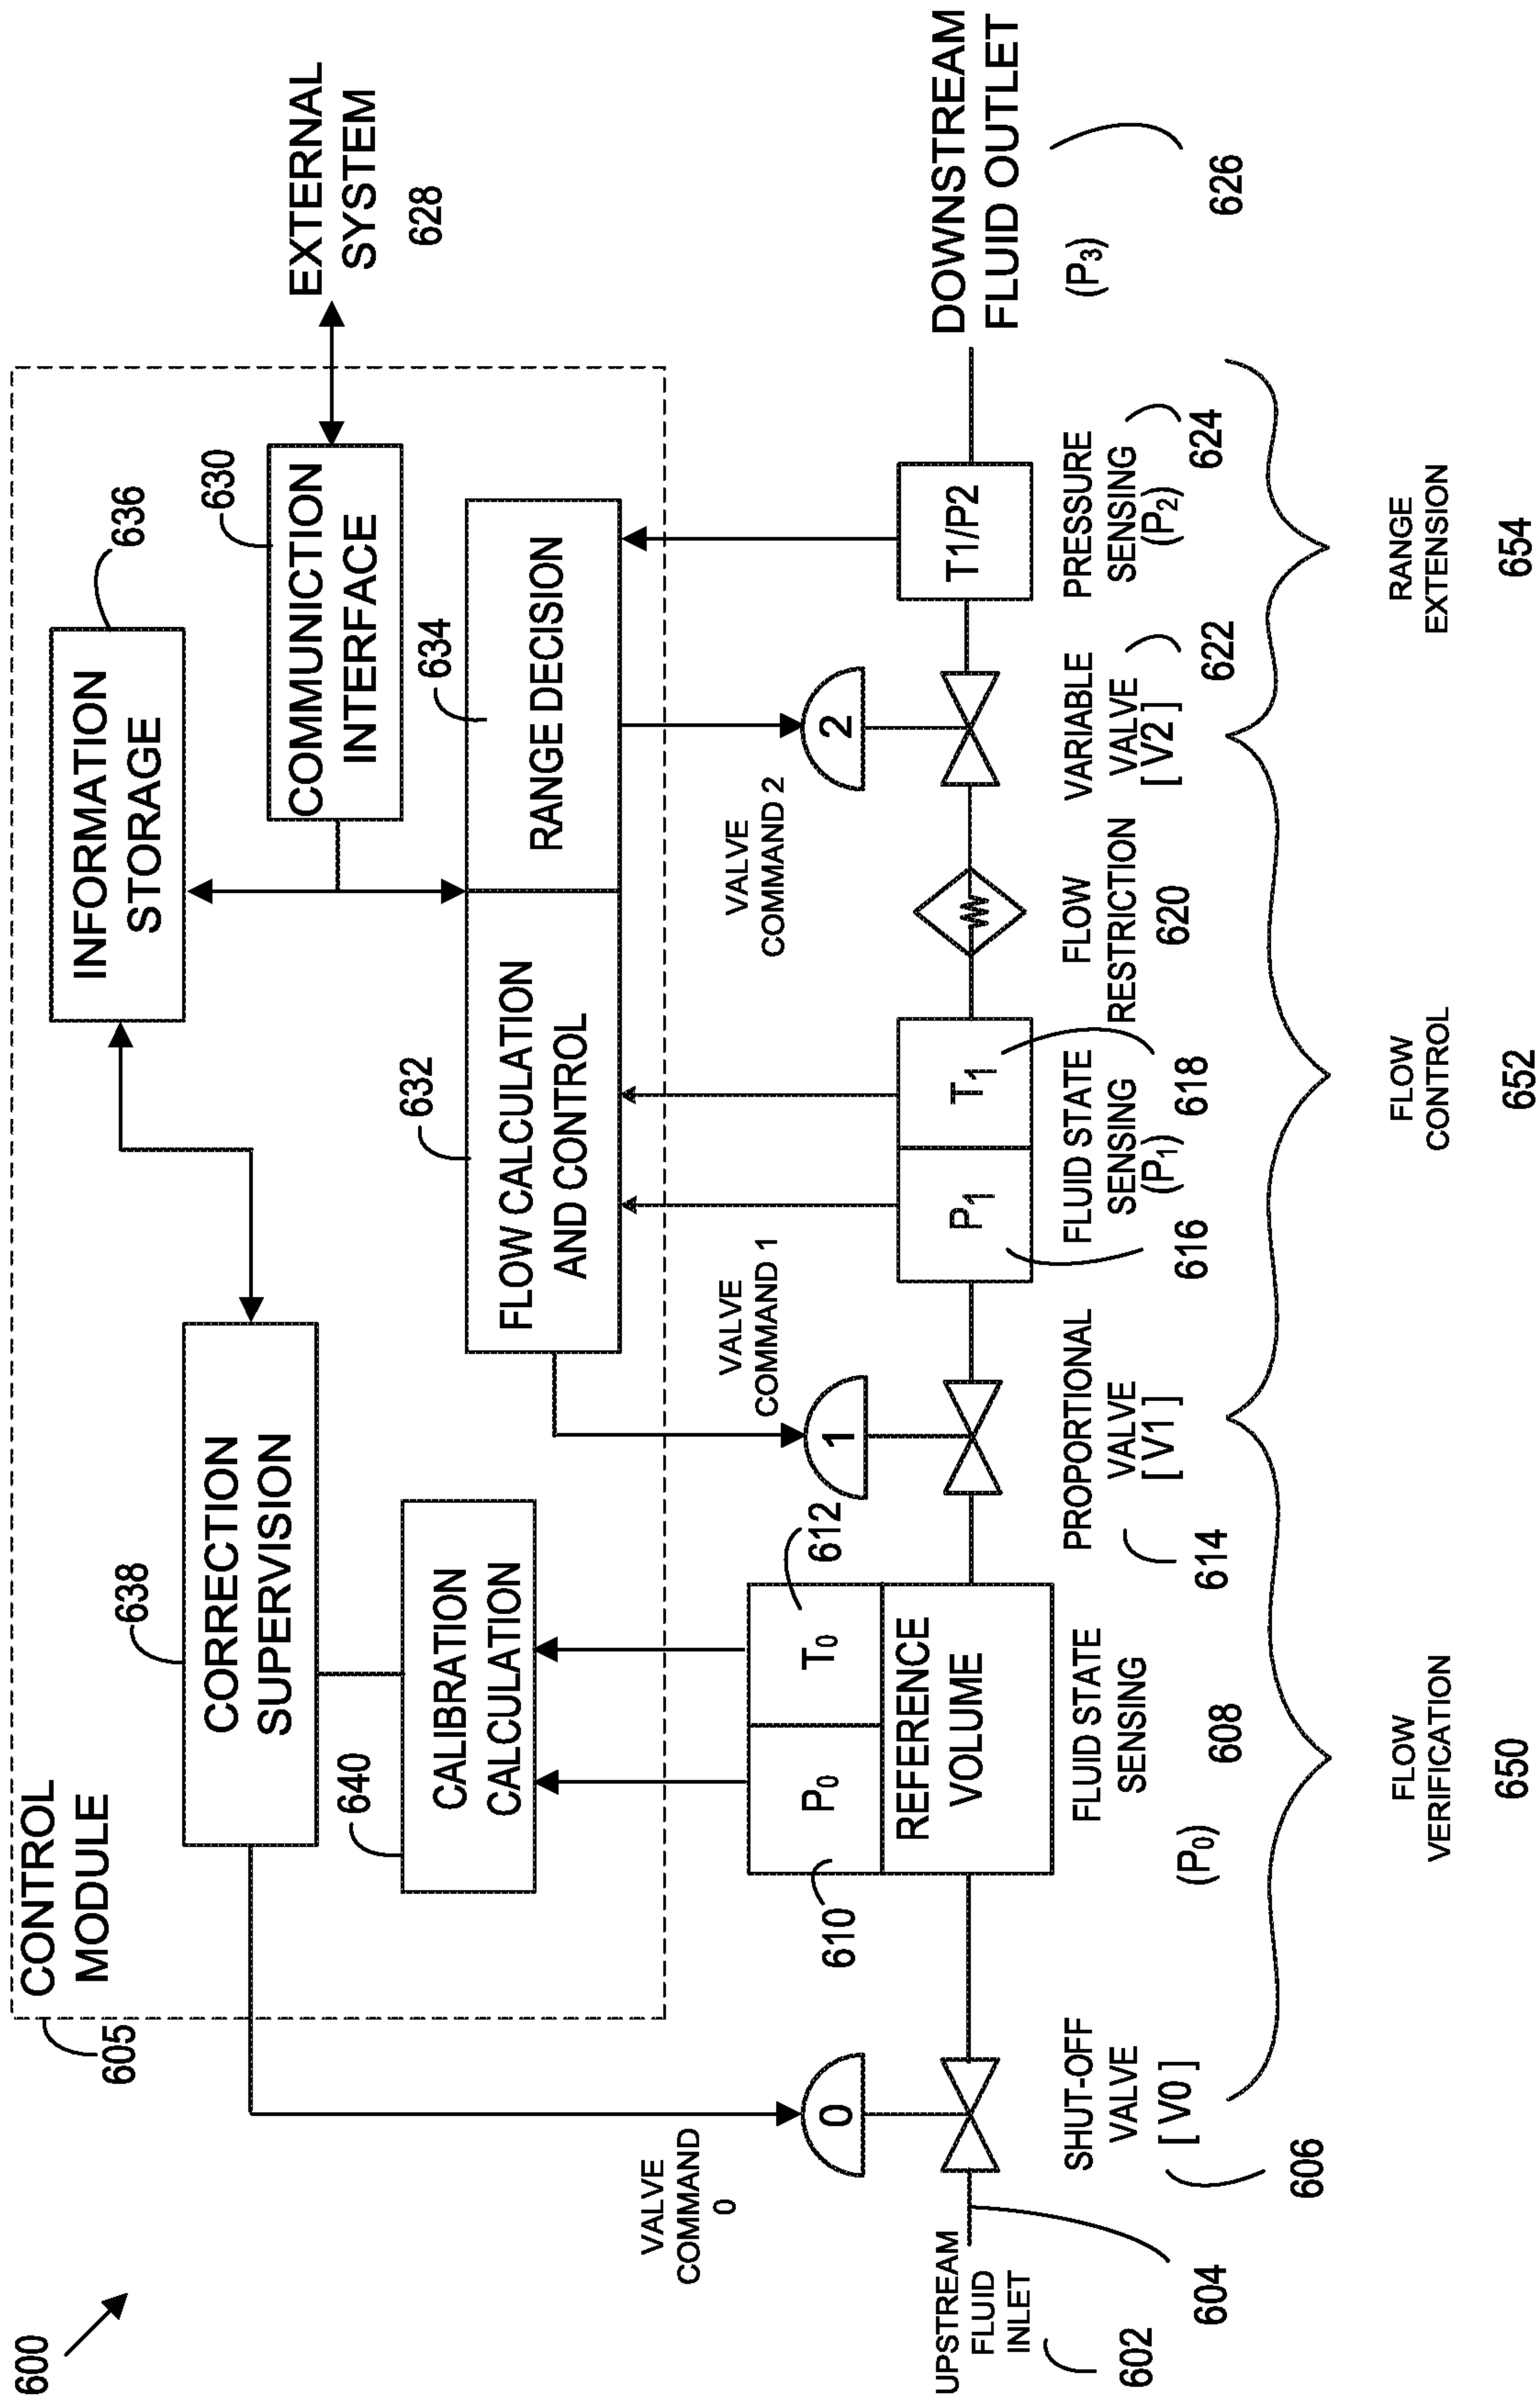 600
CONTROL
MODULE
605
638
CORRECTION
SUPERVISION
636
INFORMATION
STORAGE
630
COMMUNICTION
INTERFACE
EXTERNAL
SYSTEM
628
640
CALIBRATION
CALCULATION
632
FLOW CALCULATION
AND CONTROL
634
RANGE DECISION
VALVE
COMMAND
0
VALVE
COMMAND 1
VALVE
COMMAND 2
0
610
P0
T0
612
REFERENCE
VOLUME
1
P1
T1
2
T1/P2
UPSTREAM
FLUID
INLET
602
604
SHUT-OFF
VALVE
[ V0 ]
606
FLUID STATE
SENSING
608
(P0)
PROPORTIONAL
VALVE
[ V1 ]
614
FLUID STATE
SENSING
(P1)
616
618
FLOW
RESTRICTION
620
VARIABLE
VALVE
[ V2 ]
622
PRESSURE
SENSING
(P2)
624
DOWNSTREAM
FLUID OUTLET
(P3)
626
FLOW
VERIFICATION
650
FLOW
CONTROL
652
RANGE
EXTENSION
654